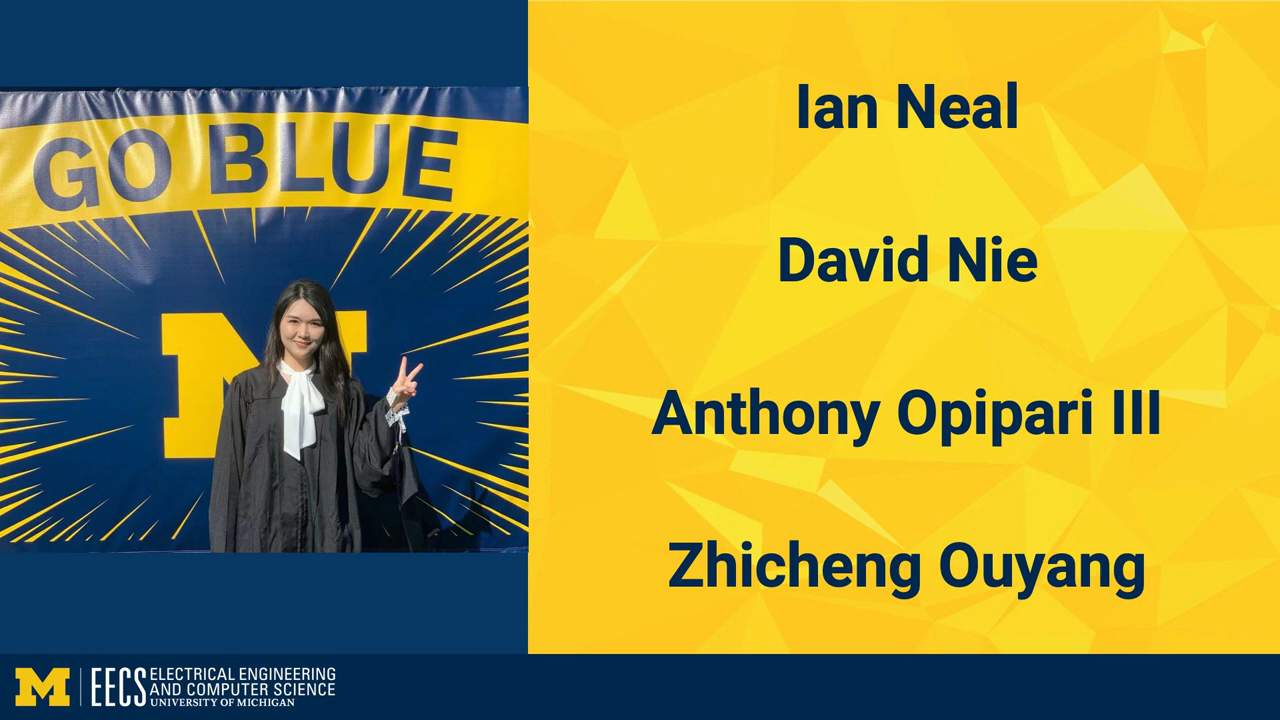 GO BLUE
M
Ian Neal
David Nie
Anthony Opipari III
Zhicheng Ouyang
M
EECS
ELECTRICAL ENGINEERING
AND COMPUTER SCIENCE
UNIVERSITY OF MICHIGAN